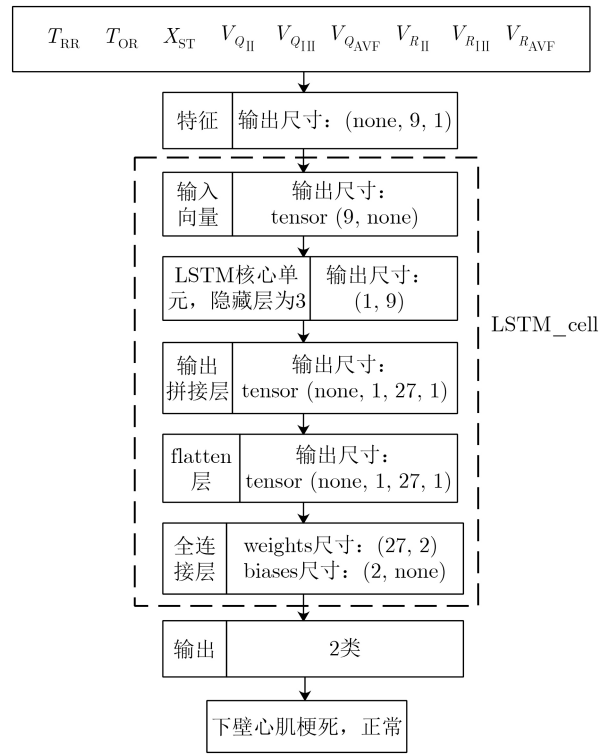 T_RR T_OR X_ST V_Q_II V_Q_III V_Q_AVF V_R_II V_R_III V_R_AVF
特征 输出尺寸：(none, 9, 1)
输入
向量
输出尺寸：
tensor (9, none)
LSTM核心单
元，隐藏层为3
输出尺寸：
(1, 9)
LSTM_cell
输出
拼接层
输出尺寸：
tensor (none, 1, 27, 1)
flatten
层
输出尺寸：
tensor (none, 1, 27, 1)
全连
接层
weights尺寸：(27, 2)
biases尺寸：(2, none)
输出 2类
下壁心肌梗死，正常